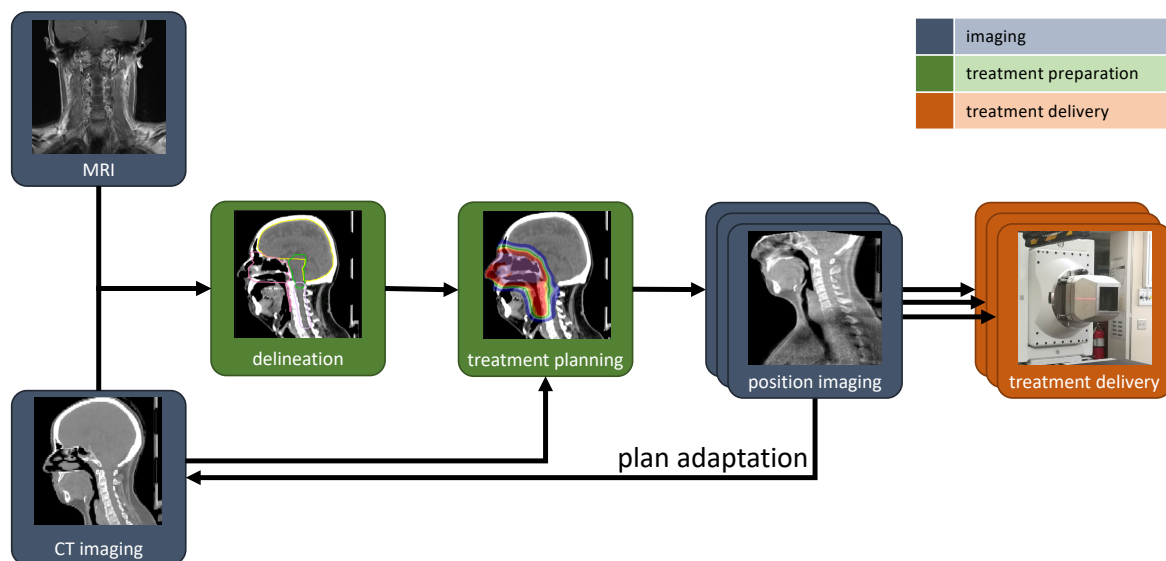 imaging
treatment preparation
treatment delivery
MRI
delineation
treatment planning
position imaging
treatment delivery
plan adaptation
CT imaging